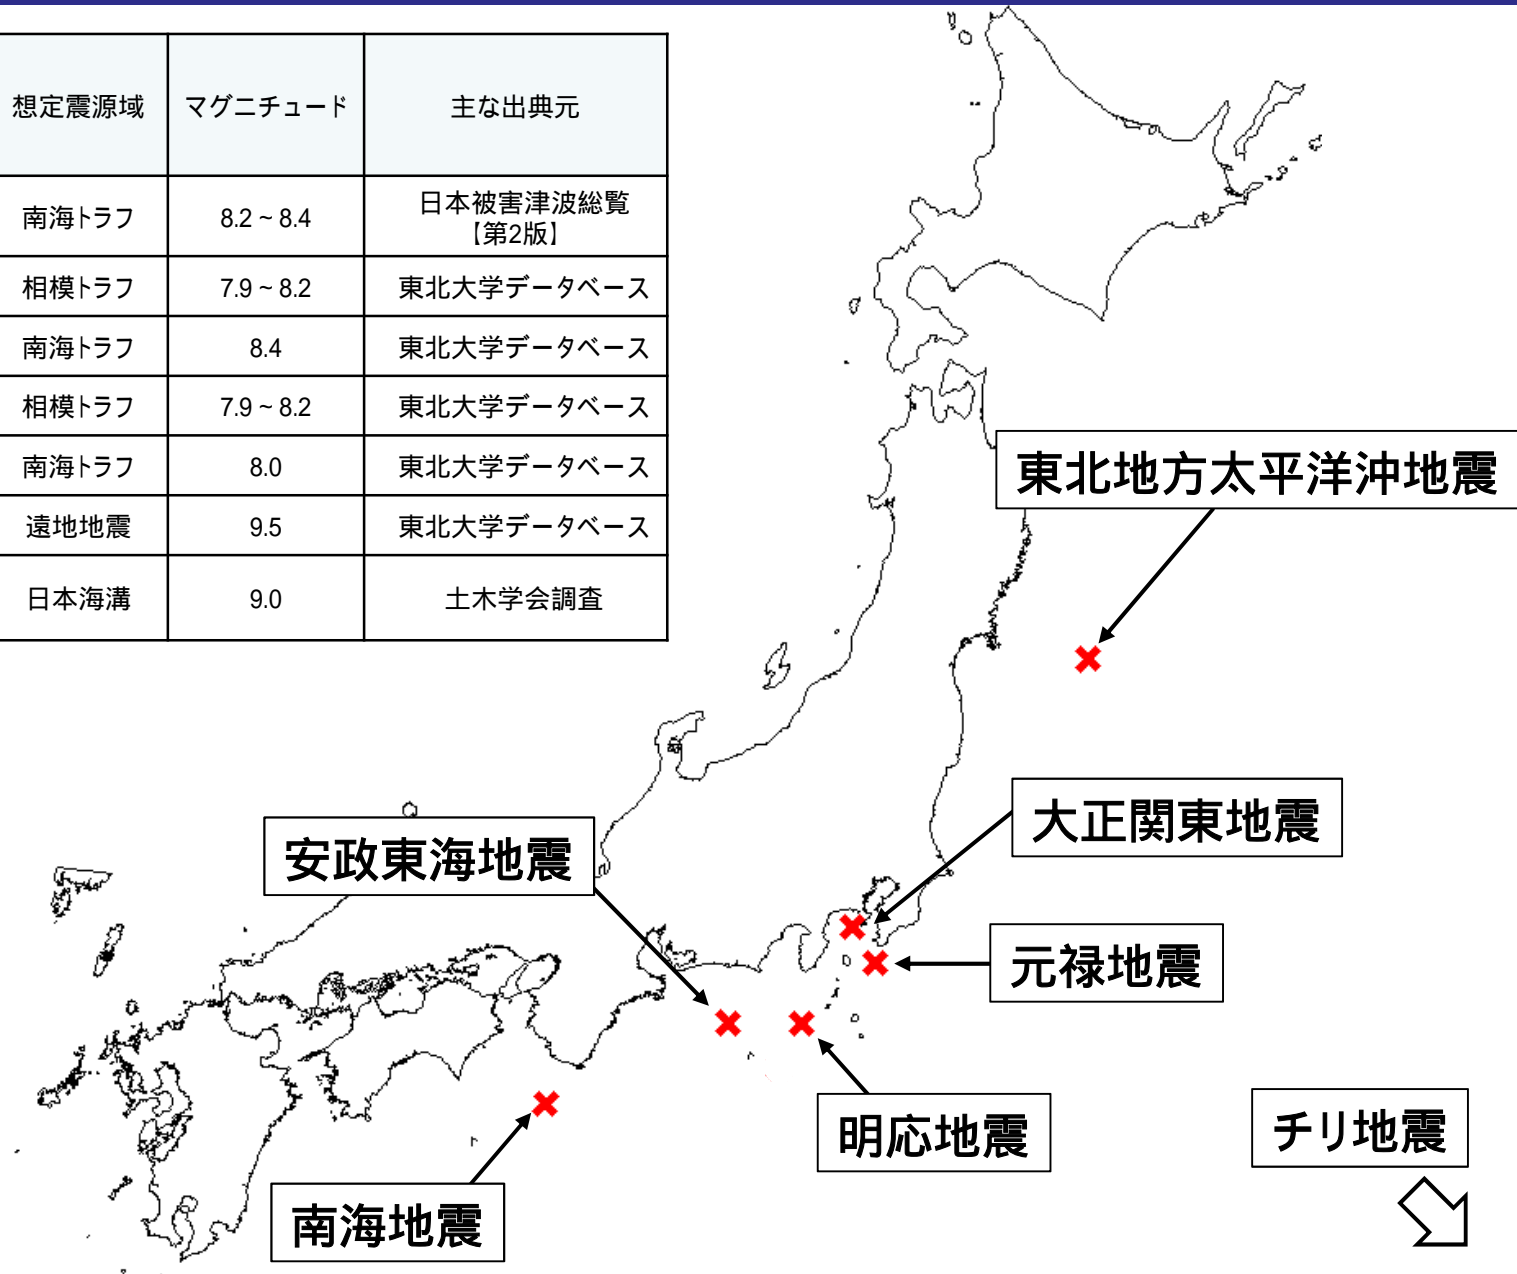 想定震源域 マグニチュード 主な出典元
南海トラフ 8.2 ~ 8.4 日本被害津波総覧
【第2版】
相模トラフ 7.9 ~ 8.2 東北大学データベース
南海トラフ 8.4 東北大学データベース
相模トラフ 7.9 ~ 8.2 東北大学データベース
南海トラフ 8.0 東北大学データベース
遠地地震 9.5 東北大学データベース
日本海溝 9.0 土木学会調査
東北地方太平洋沖地震
大正関東地震
安政東海地震
元禄地震
明応地震
チリ地震
南海地震